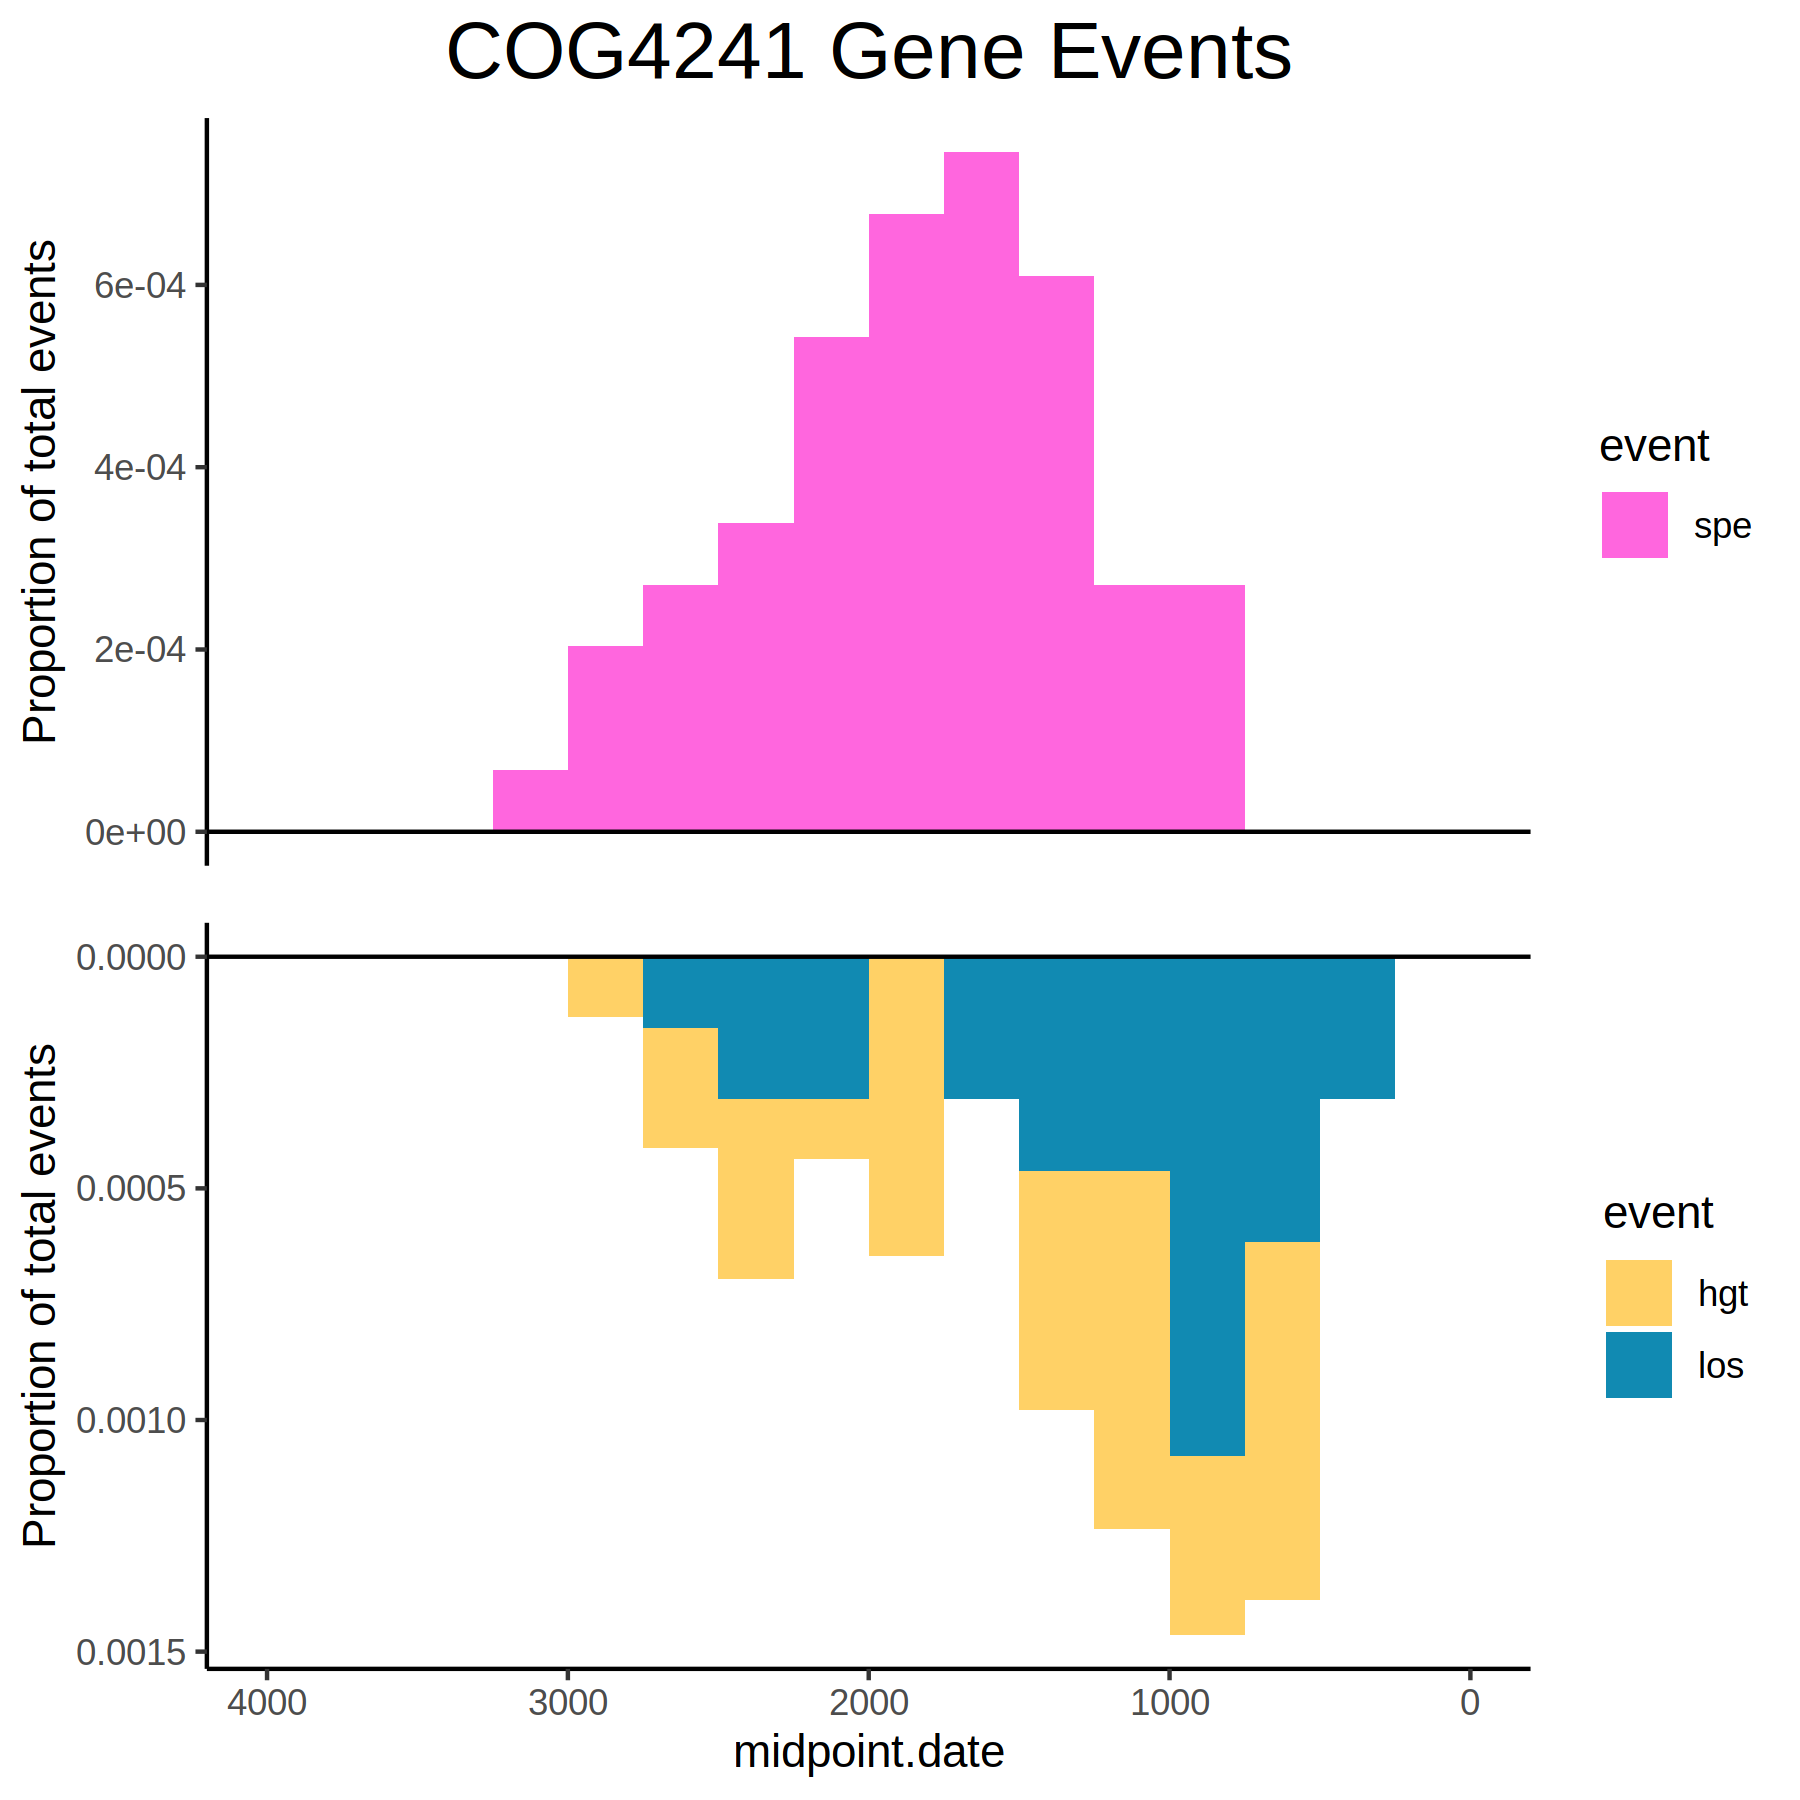 COG4241 Gene Events
Proportion of total events
6e-04
4e-04
2e-04
0e+00
event
spe
Proportion of total events
0.0000
0.0005
0.0010
0.0015
event
hgt
los
4000 3000 2000 1000 0
midpoint.date